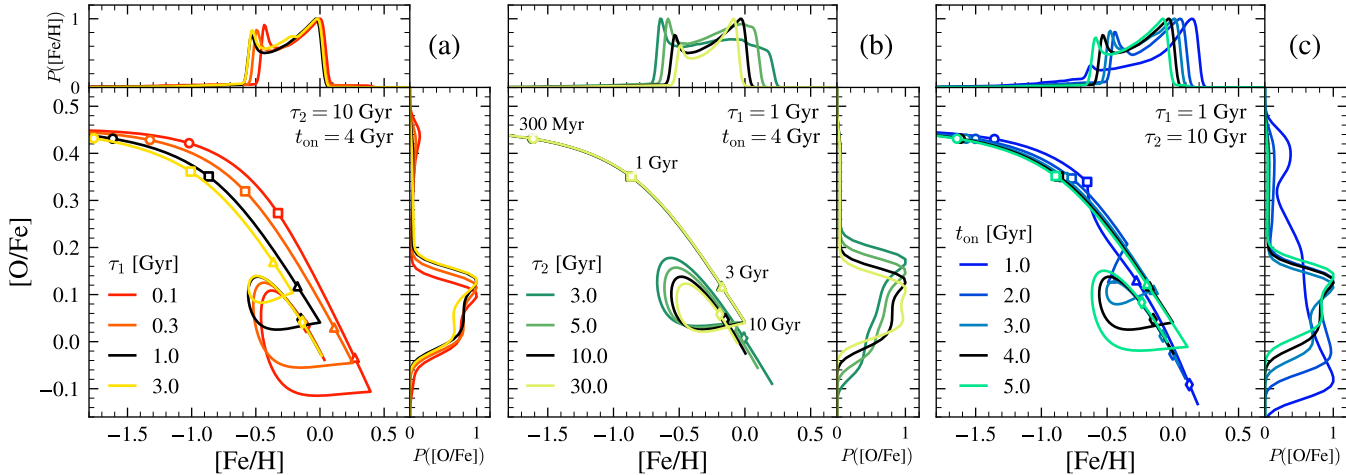 P([Fe/H])
1
0
(a)
τ₂ = 10 Gyr
t_on = 4 Gyr
[O/Fe]
0.5
0.4
0.3
0.2
0.1
0.0
−0.1
τ₁ [Gyr]
0.1
0.3
1.0
3.0
−1.5
−1.0
−0.5
0.0
0.5
[Fe/H]
0
1
P([O/Fe])
(b)
τ₁ = 1 Gyr
t_on = 4 Gyr
300 Myr
1 Gyr
3 Gyr
10 Gyr
τ₂ [Gyr]
3.0
5.0
10.0
30.0
−1.5
−1.0
−0.5
0.0
0.5
[Fe/H]
0
1
P([O/Fe])
(c)
τ₁ = 1 Gyr
τ₂ = 10 Gyr
t_on [Gyr]
1.0
2.0
3.0
4.0
5.0
−1.5
−1.0
−0.5
0.0
0.5
[Fe/H]
0
1
P([O/Fe])